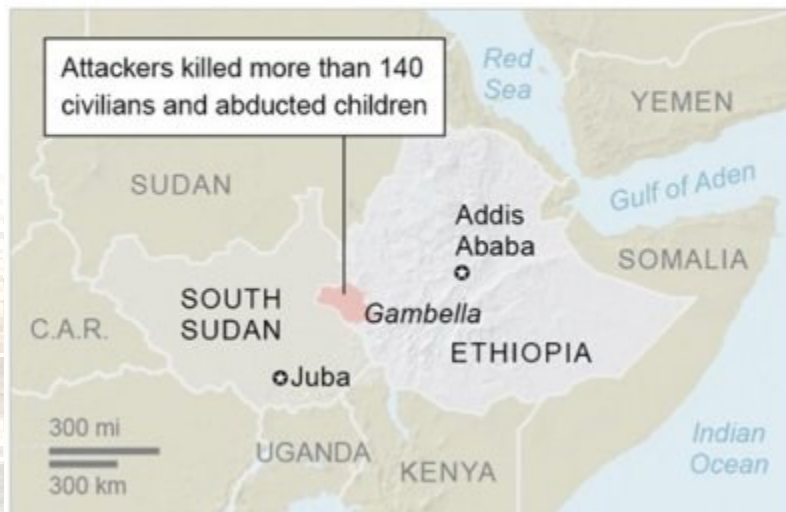 Attackers killed more than 140
civilians and abducted children
Red
Sea
YEMEN
SUDAN
Gulf of Aden
Addis
Ababa
SOMALIA
SOUTH
SUDAN
Gambella
C.A.R.
ETHIOPIA
Juba
300 mi
300 km
UGANDA
KENYA
Indian
Ocean